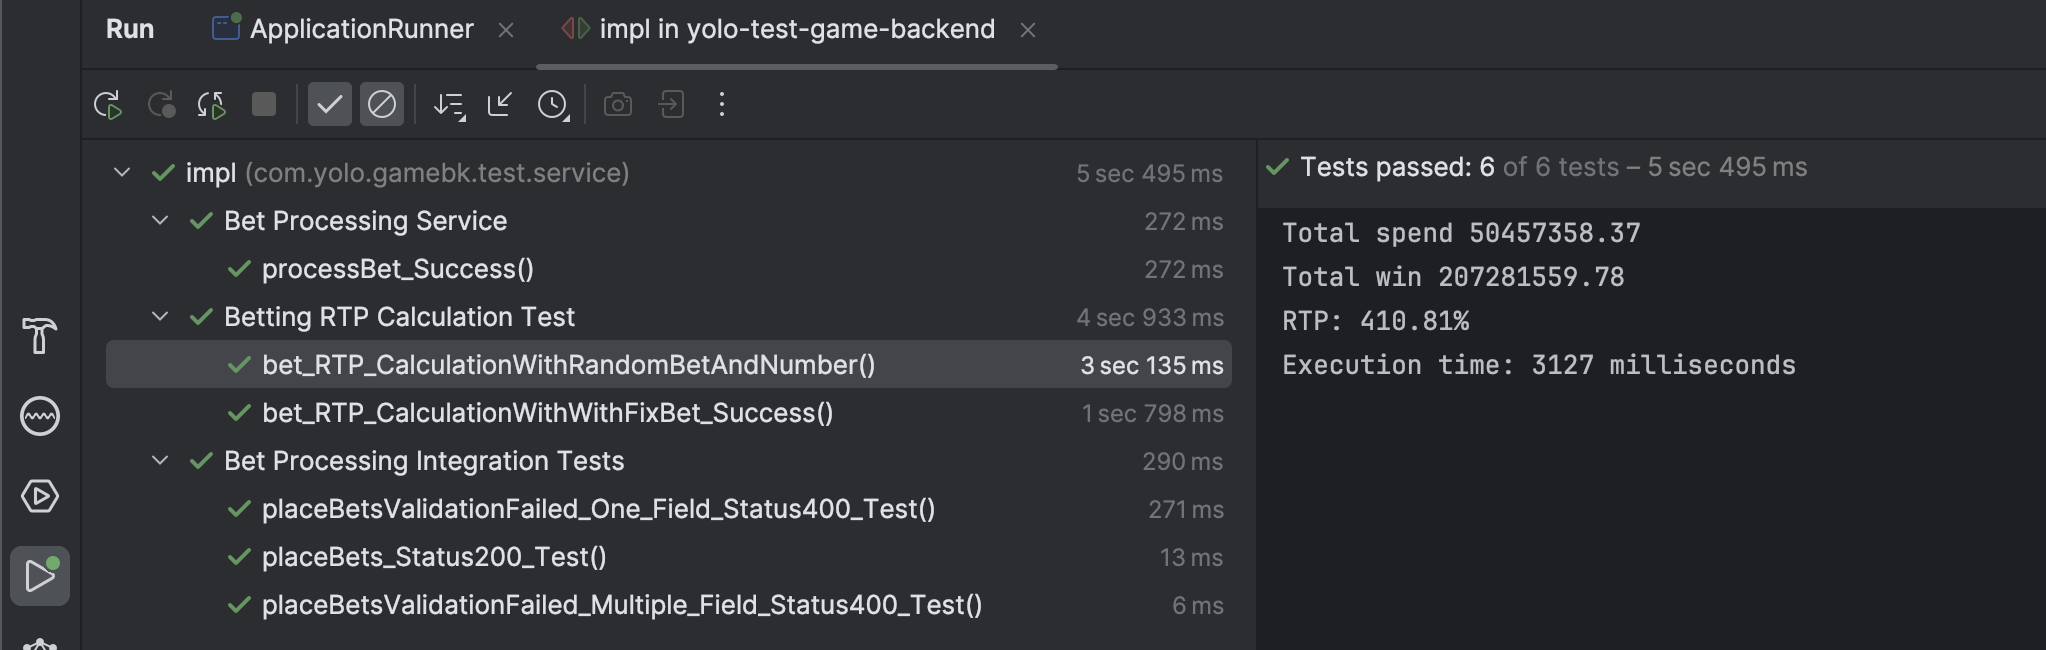 Run ApplicationRunner impl in yolo-test-game-backend
impl (com.yolo.gamebk.test.service) 5 sec 495 ms
Bet Processing Service 272 ms
processBet_Success() 272 ms
Betting RTP Calculation Test 4 sec 933 ms
bet_RTP_CalculationWithRandomBetAndNumber() 3 sec 135 ms
bet_RTP_CalculationWithWithFixBet_Success() 1 sec 798 ms
Bet Processing Integration Tests 290 ms
placeBetsValidationFailed_One_Field_Status400_Test() 271 ms
placeBets_Status200_Test() 13 ms
placeBetsValidationFailed_Multiple_Field_Status400_Test() 6 ms
Tests passed: 6 of 6 tests – 5 sec 495 ms
Total spend 50457358.37
Total win 207281559.78
RTP: 410.81%
Execution time: 3127 milliseconds